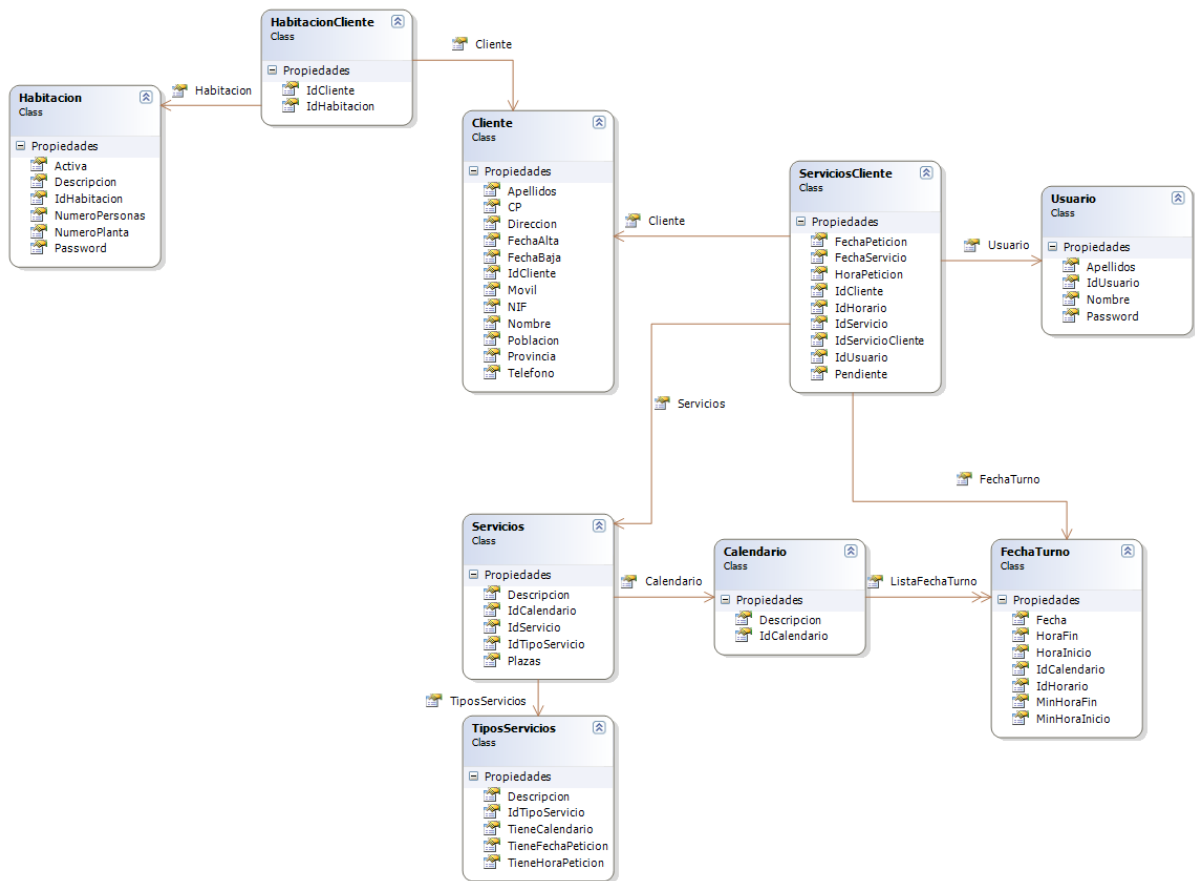 HabitacionCliente
Class
Propiedades
IdCliente
IdHabitacion
Cliente
Habitacion
Habitacion
Class
Propiedades
Activa
Descripcion
IdHabitacion
NumeroPersonas
NumeroPlanta
Password
Cliente
Class
Propiedades
Apellidos
CP
Direccion
FechaAlta
FechaBaja
IdCliente
Movil
NIF
Nombre
Poblacion
Provincia
Telefono
Cliente
ServiciosCliente
Class
Propiedades
FechaPeticion
FechaServicio
HoraPeticion
IdCliente
IdHorario
IdServicio
IdServicioCliente
IdUsuario
Pendiente
Usuario
Usuario
Class
Propiedades
Apellidos
IdUsuario
Nombre
Password
Servicios
FechaTurno
Servicios
Class
Propiedades
Descripcion
IdCalendario
IdServicio
IdTipoServicio
Plazas
Calendario
Calendario
Class
Propiedades
Descripcion
IdCalendario
ListaFechaTurno
FechaTurno
Class
Propiedades
Fecha
HoraFin
HoraInicio
IdCalendario
IdHorario
MinHoraFin
MinHoraInicio
TiposServicios
TiposServicios
Class
Propiedades
Descripcion
IdTipoServicio
TieneCalendario
TieneFechaPeticion
TieneHoraPeticion